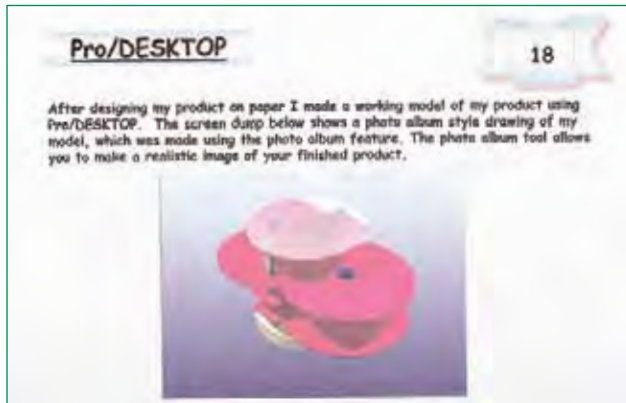 Pro/DESKTOP
18
After designing my product on paper I made a working model of my product using
Pro/DESKTOP. The screen dump below shows a photo album style drawing of my
model, which was made using the photo album feature. The photo album tool allows
you to make a realistic image of your finished product.